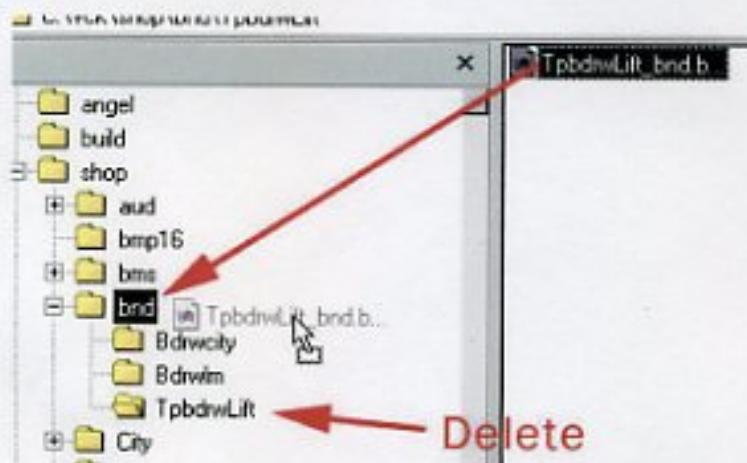 TpbdrwLift_bnd.b...
angel
build
shop
aud
bmp16
bms
bnd
TpbdrwLift_bnd.b...
Bdrwcity
Bdrwlm
TpbdrwLift
Delete
City